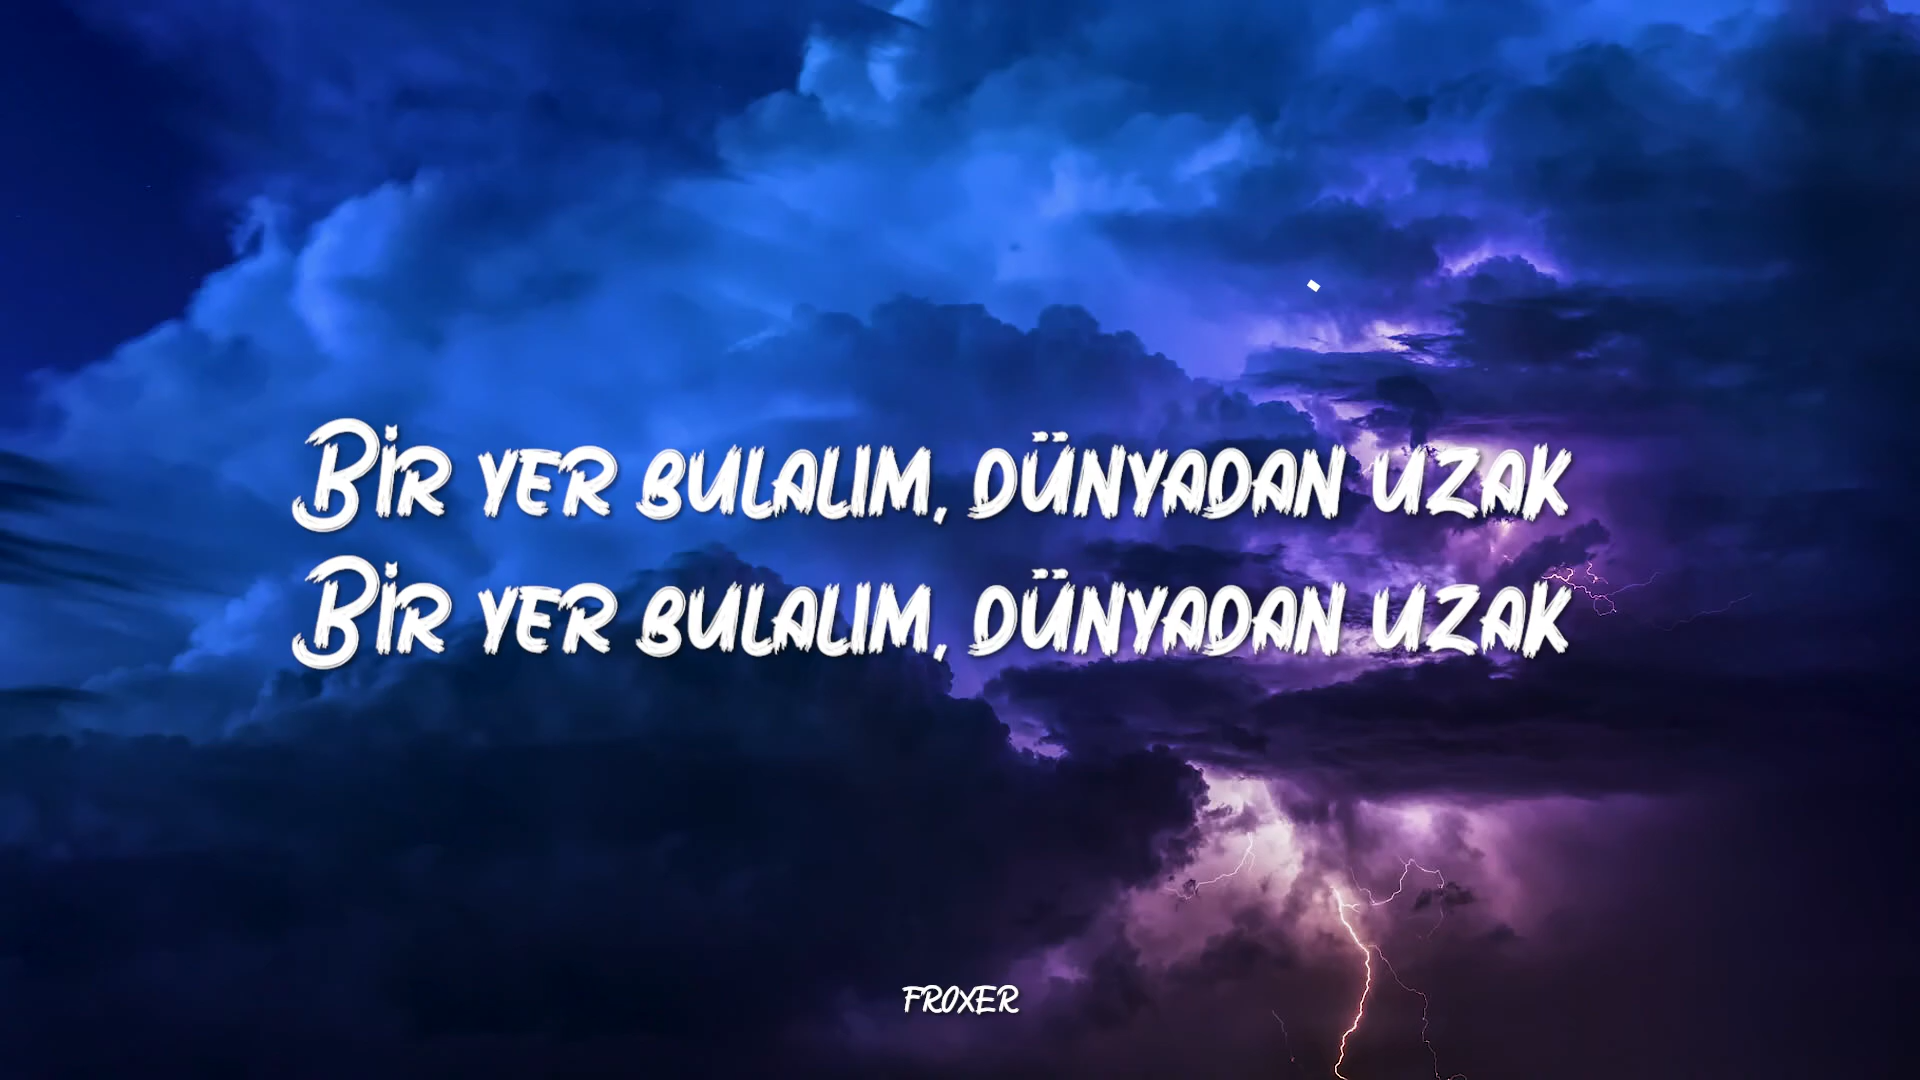 Bir yer bulalım, dünyadan uzak
Bir yer bulalım, dünyadan uzak
FROXER